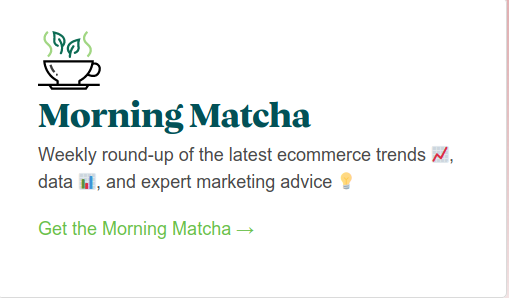 Morning Matcha
Weekly round-up of the latest ecommerce trends 📈,
data 📊, and expert marketing advice 💡
Get the Morning Matcha →